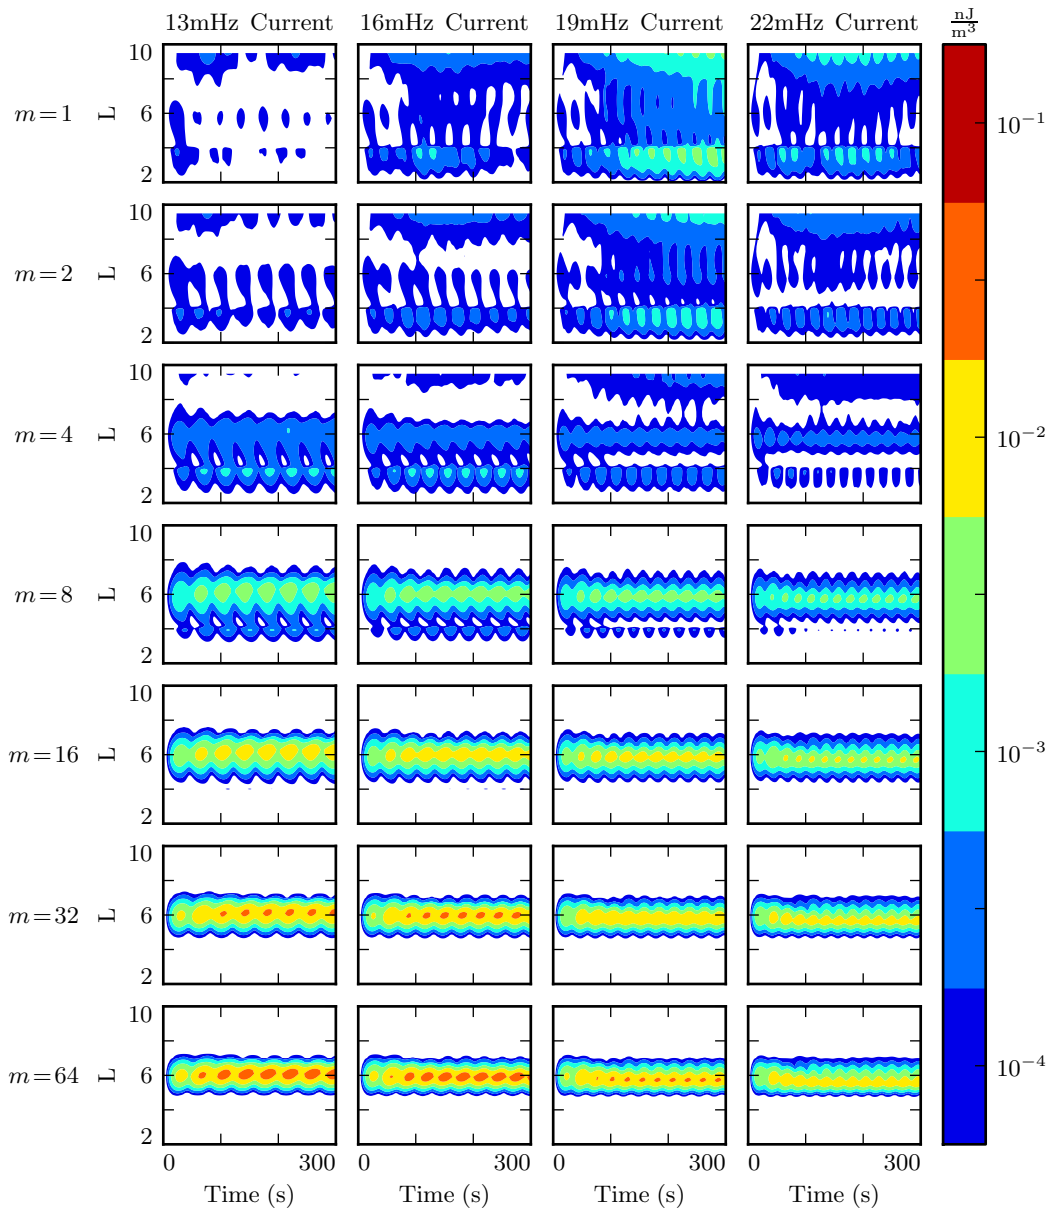 13mHz Current 16mHz Current 19mHz Current 22mHz Current nJ/m³
10
m=1 L 6
2
10⁻¹
10
m=2 L 6
2
10
m=4 L 6
2
10⁻²
10
m=8 L 6
2
10
m=16 L 6
2
10⁻³
10
m=32 L 6
2
10
m=64 L 6
2
10⁻⁴
0 300 0 300 0 300 0 300
Time (s) Time (s) Time (s) Time (s)